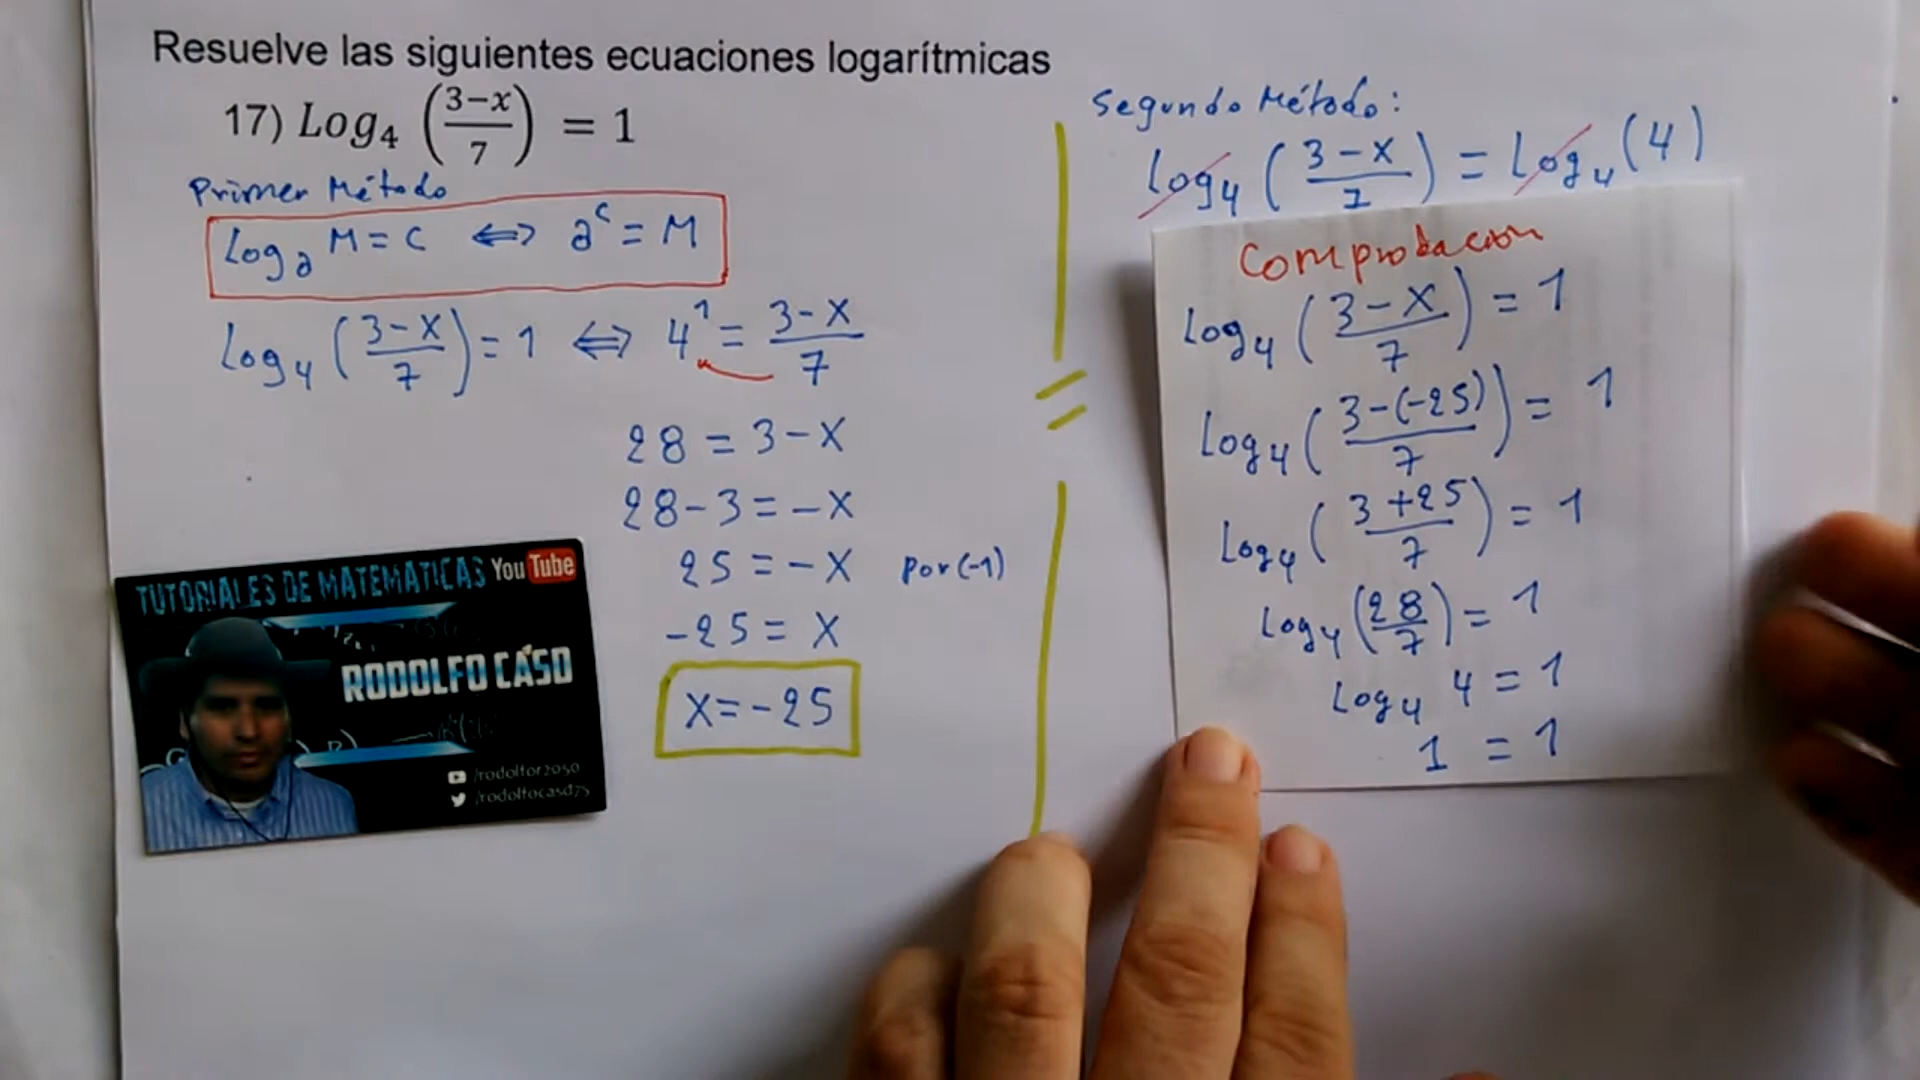 Resuelve las siguientes ecuaciones logarítmicas
17) Log₄ ((3−x)/7) = 1
Primer Método
Log₂ M = C ⇔ 2ᶜ = M
Log₄ ((3−x)/7) = 1 ⇔ 4¹ = (3−x)/7
28 = 3−x
28−3 = −x
25 = −x por (−1)
−25 = x
x = −25
TUTORIALES DE MATEMATICAS YouTube
RODOLFO CASO
/rodolfor2050
/rodolfocasd75
Segundo Método:
Log₄ ((3−x)/7) = Log₄ (4)
Comprobacion
Log₄ ((3−x)/7) = 1
Log₄ ((3−(−25))/7) = 1
Log₄ ((3+25)/7) = 1
Log₄ (28/7) = 1
Log₄ 4 = 1
1 = 1